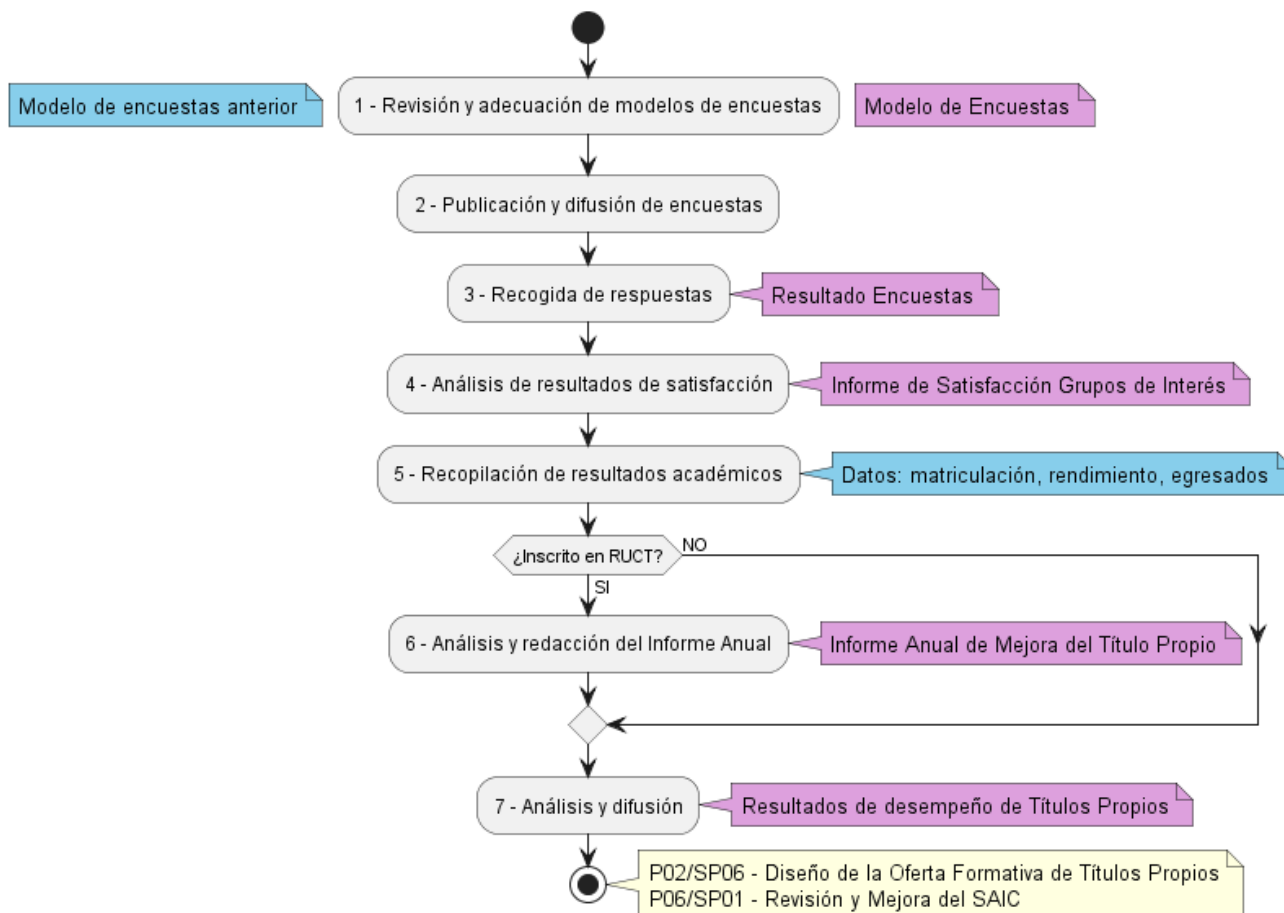 Modelo de encuestas anterior
1 - Revisión y adecuación de modelos de encuestas
Modelo de Encuestas
2 - Publicación y difusión de encuestas
3 - Recogida de respuestas
Resultado Encuestas
4 - Análisis de resultados de satisfacción
Informe de Satisfacción Grupos de Interés
5 - Recopilación de resultados académicos
Datos: matriculación, rendimiento, egresados
¿Inscrito en RUCT?
NO
SI
6 - Análisis y redacción del Informe Anual
Informe Anual de Mejora del Título Propio
7 - Análisis y difusión
Resultados de desempeño de Títulos Propios
P02/SP06 - Diseño de la Oferta Formativa de Títulos Propios
P06/SP01 - Revisión y Mejora del SAIC